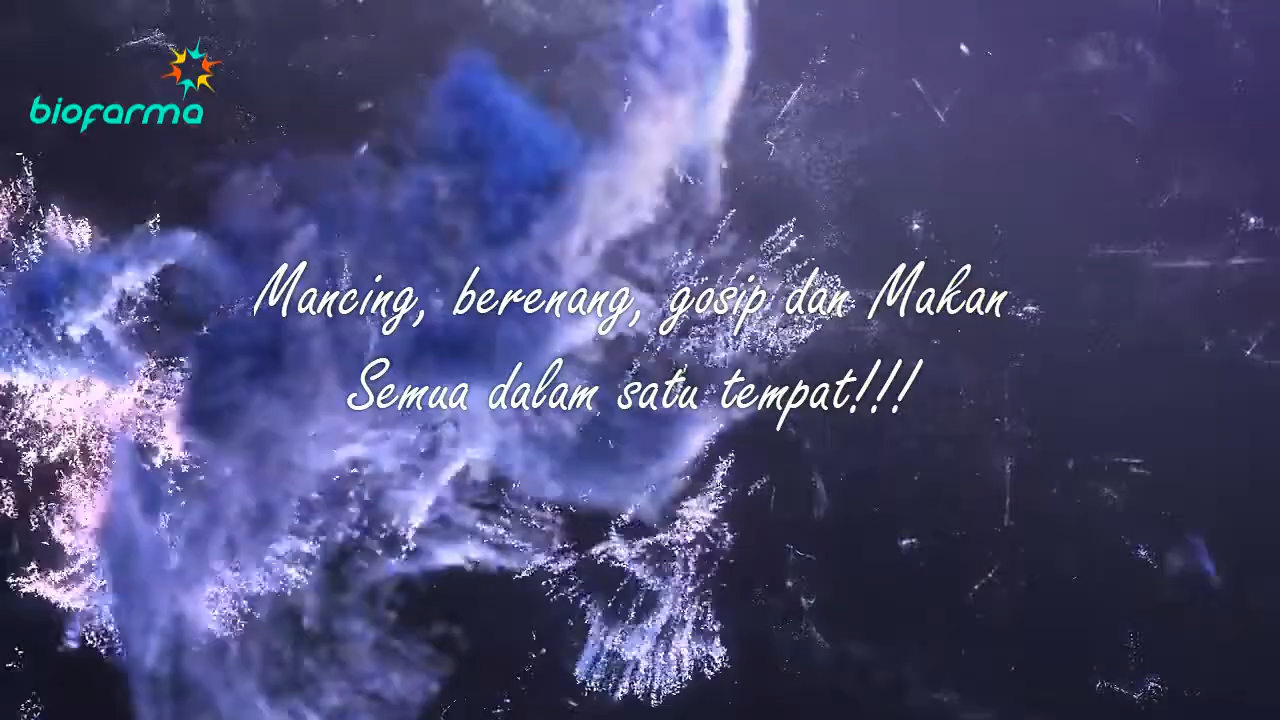 biofarma
Mancing, berenang, gosip dan Makan
Semua dalam satu tempat!!!